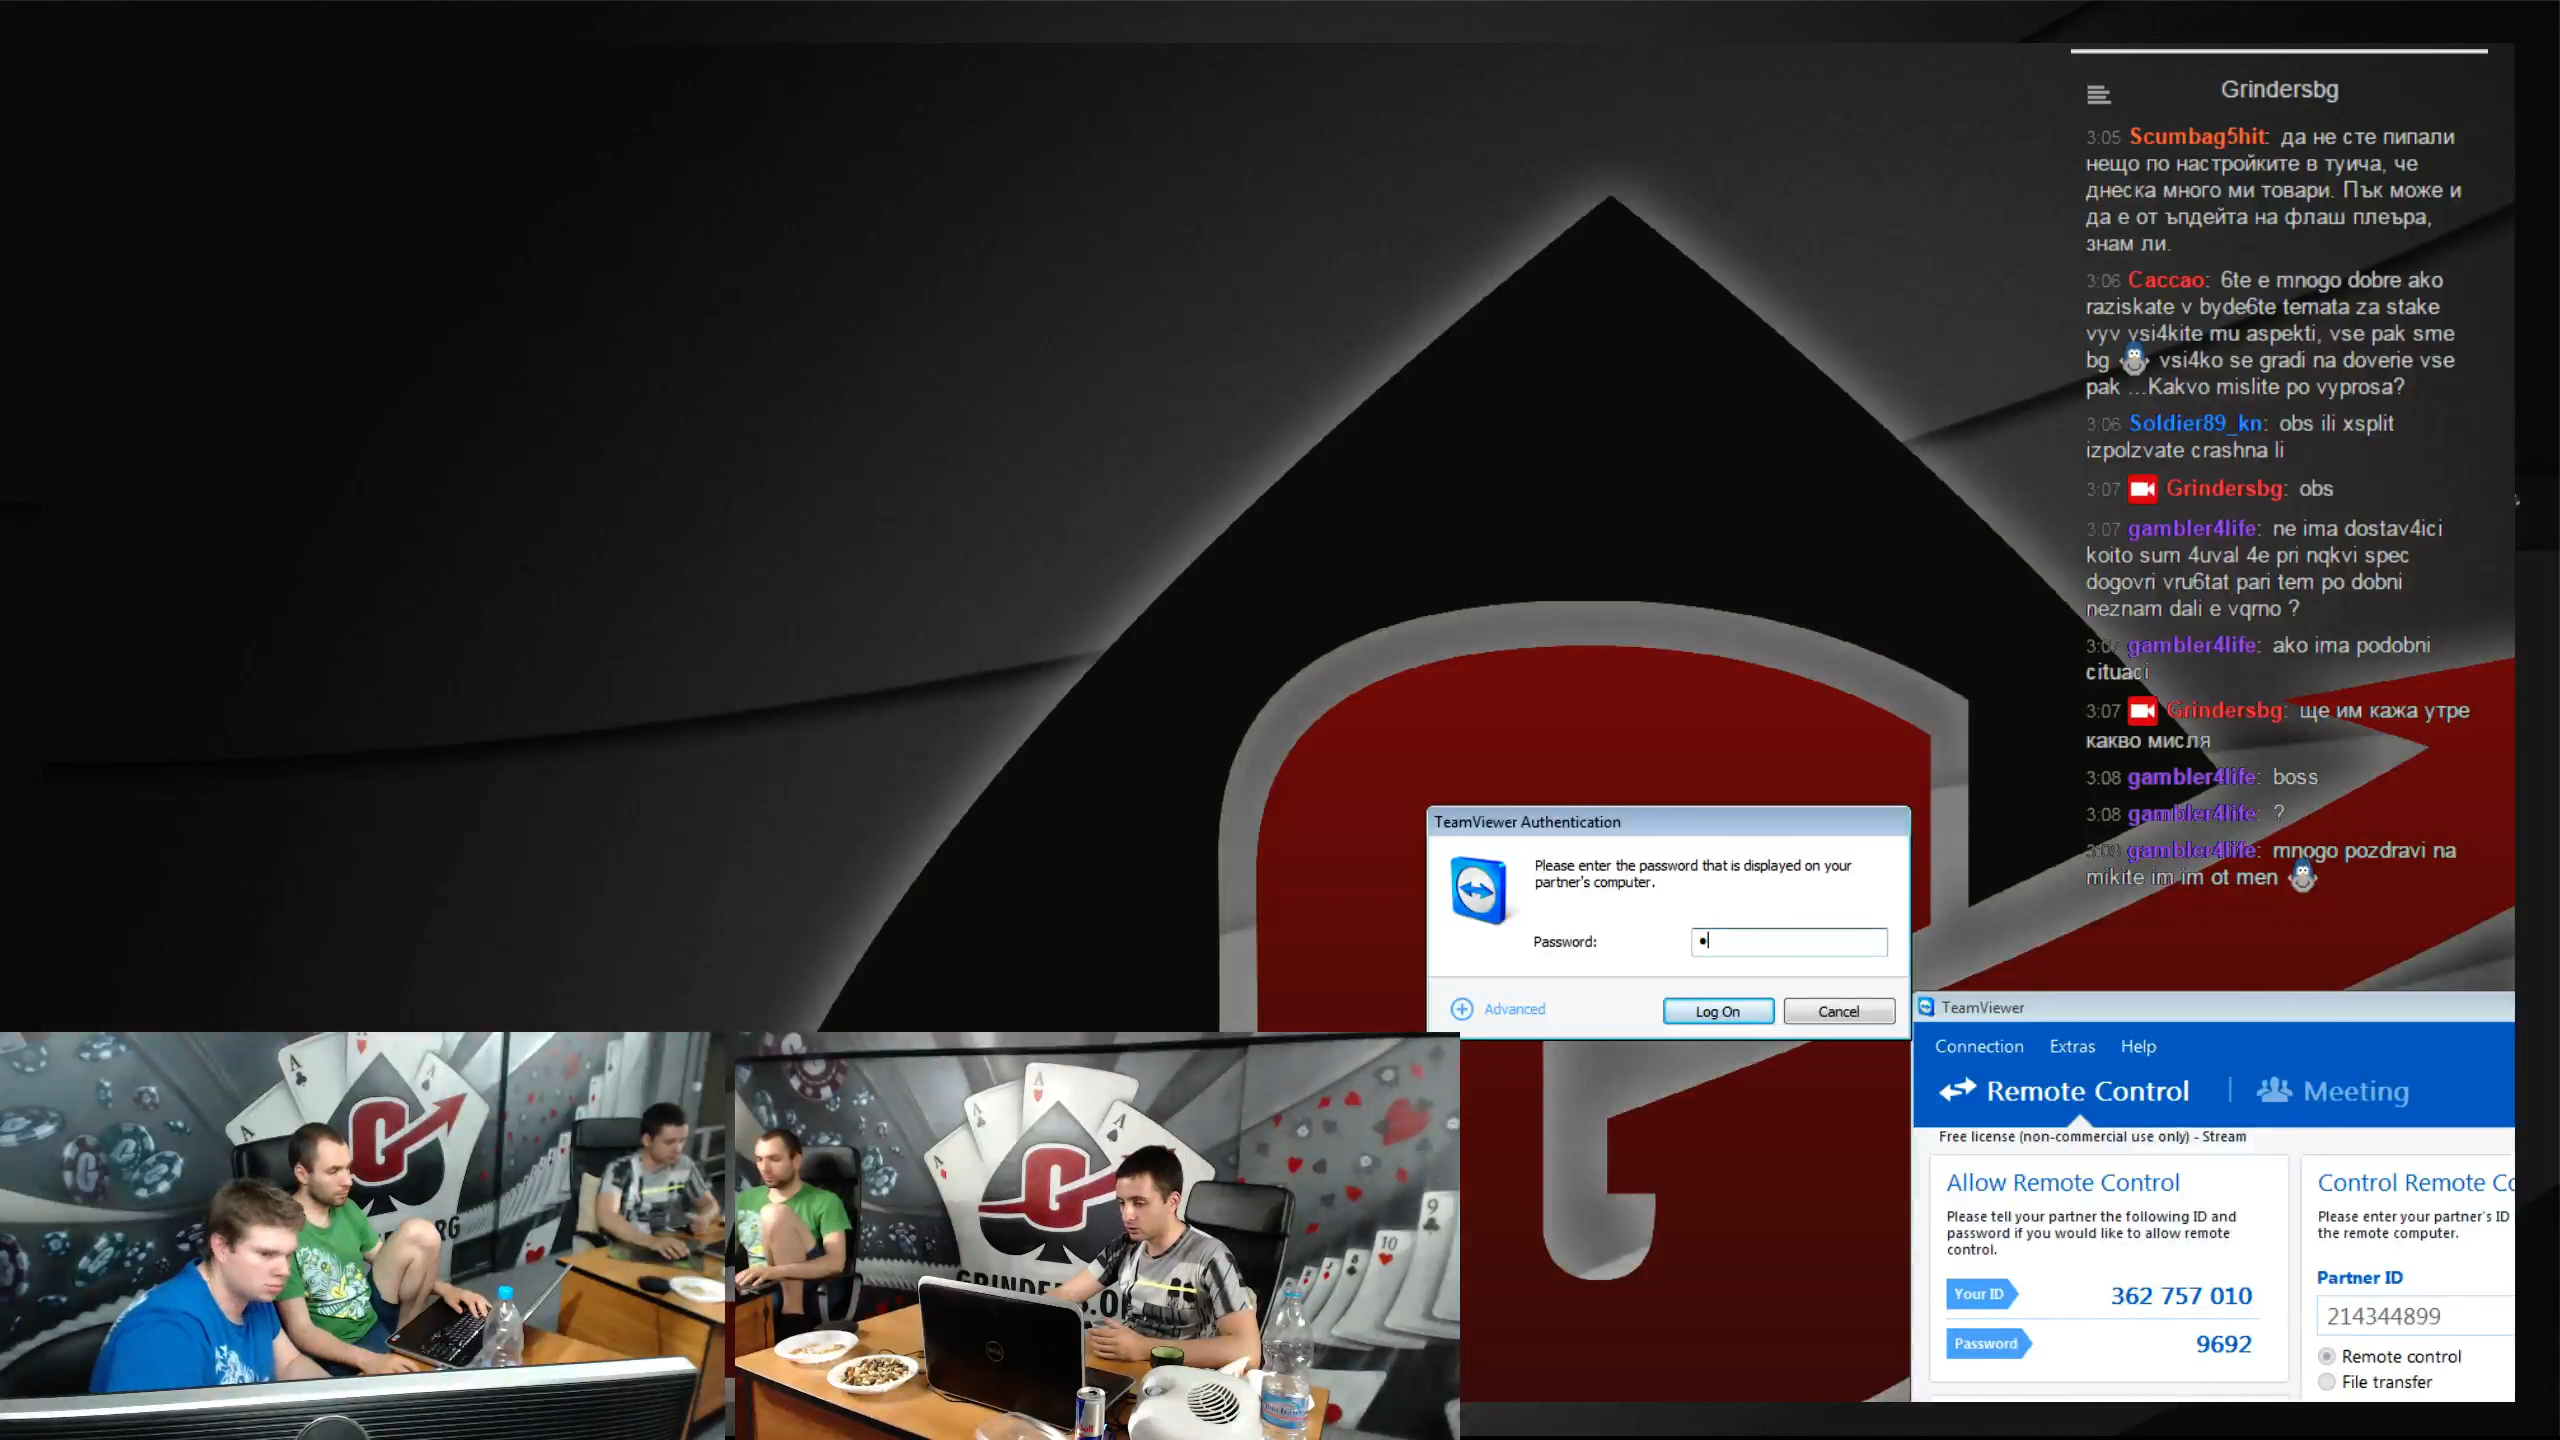 Grindersbg
3:05 Scumbag5hit: да не сте пипали
нещо по настройките в туича, че
днеска много ми товари. Пък може и
да е от ъпдейта на флаш плеъра,
знам ли.
3:06 Caccao: 6te e mnogo dobre ako
raziskate v byde6te temata za stake
vyv vsi4kite mu aspekti, vse pak sme
bg vsi4ko se gradi na doverie vse
pak ...Kakvo mislite po vyprosa?
3:06 Soldier89_kn: obs ili xsplit
izpolzvate crashna li
3:07 Grindersbg: obs
3:07 gambler4life: ne ima dostav4ici
koito sum 4uval 4e pri nqkvi spec
dogovri vru6tat pari tem po dobni
neznam dali e vqrno ?
3:07 gambler4life: ako ima podobni
cituaci
3:07 Grindersbg: ще им кажа утре
какво мисля
3:08 gambler4life: boss
3:08 gambler4life: ?
3:09 gambler4life: mnogo pozdravi na
mikite im im ot men
TeamViewer Authentication
Please enter the password that is displayed on your
partner's computer.
Password:
Advanced
Log On
Cancel
TeamViewer
Connection Extras Help
Remote Control | Meeting
Free license (non-commercial use only) - Stream
Allow Remote Control
Please tell your partner the following ID and
password if you would like to allow remote
control.
Your ID 362 757 010
Password 9692
Control Remote Co
Please enter your partner's ID
the remote computer.
Partner ID
214344899
Remote control
File transfer
G
A
A
RG
G
A
A
A
A
9
10
8